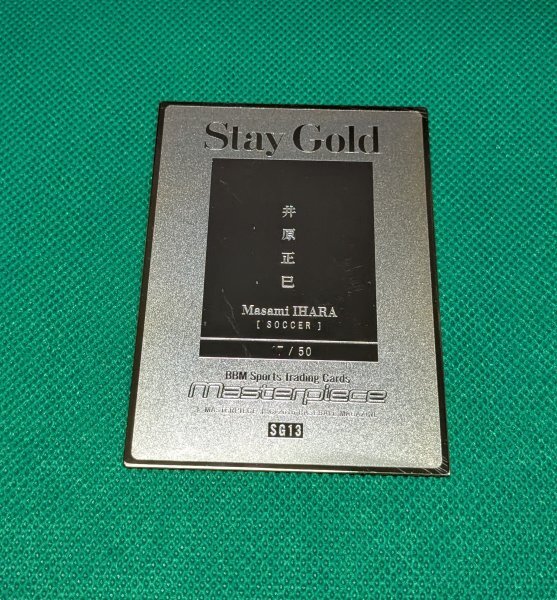 Stay Gold
井原正巳
Masami IHARA
[ SOCCER ]
/ 50
BBM Sports Trading Cards
Masterpiece
SG13